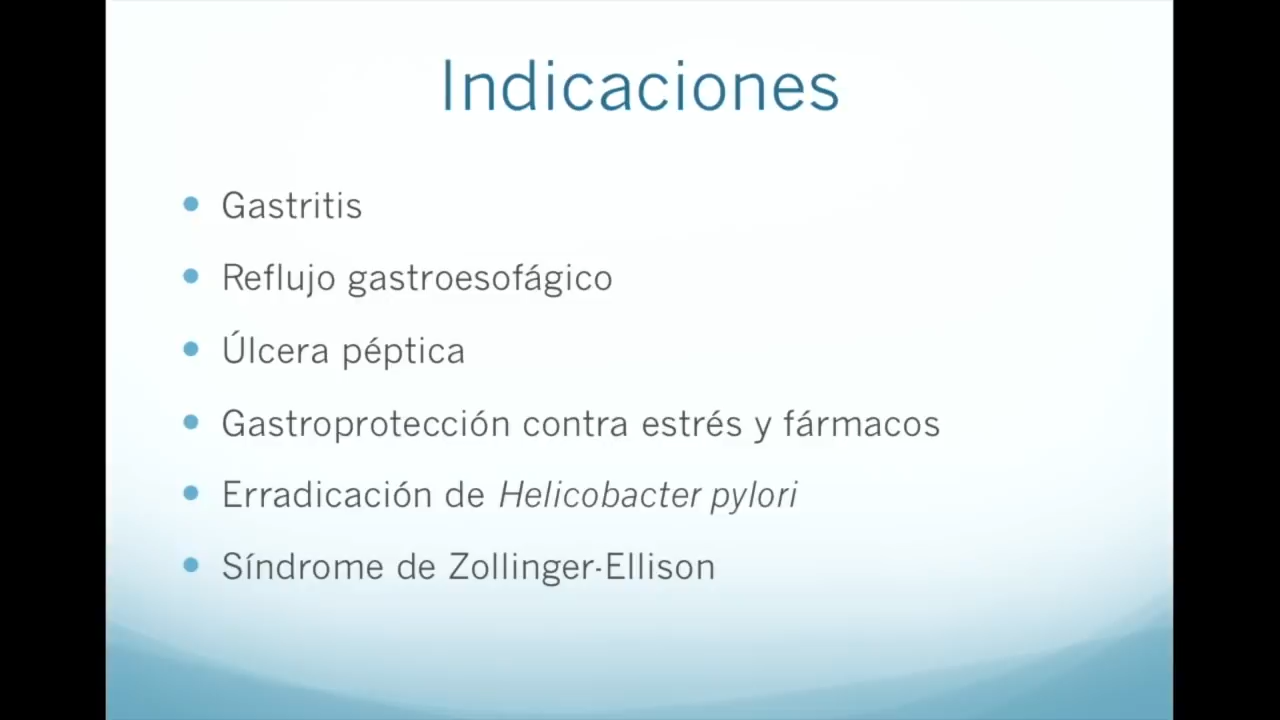 Indicaciones
• Gastritis
• Reflujo gastroesofágico
• Úlcera péptica
• Gastroprotección contra estrés y fármacos
• Erradicación de Helicobacter pylori
• Síndrome de Zollinger-Ellison